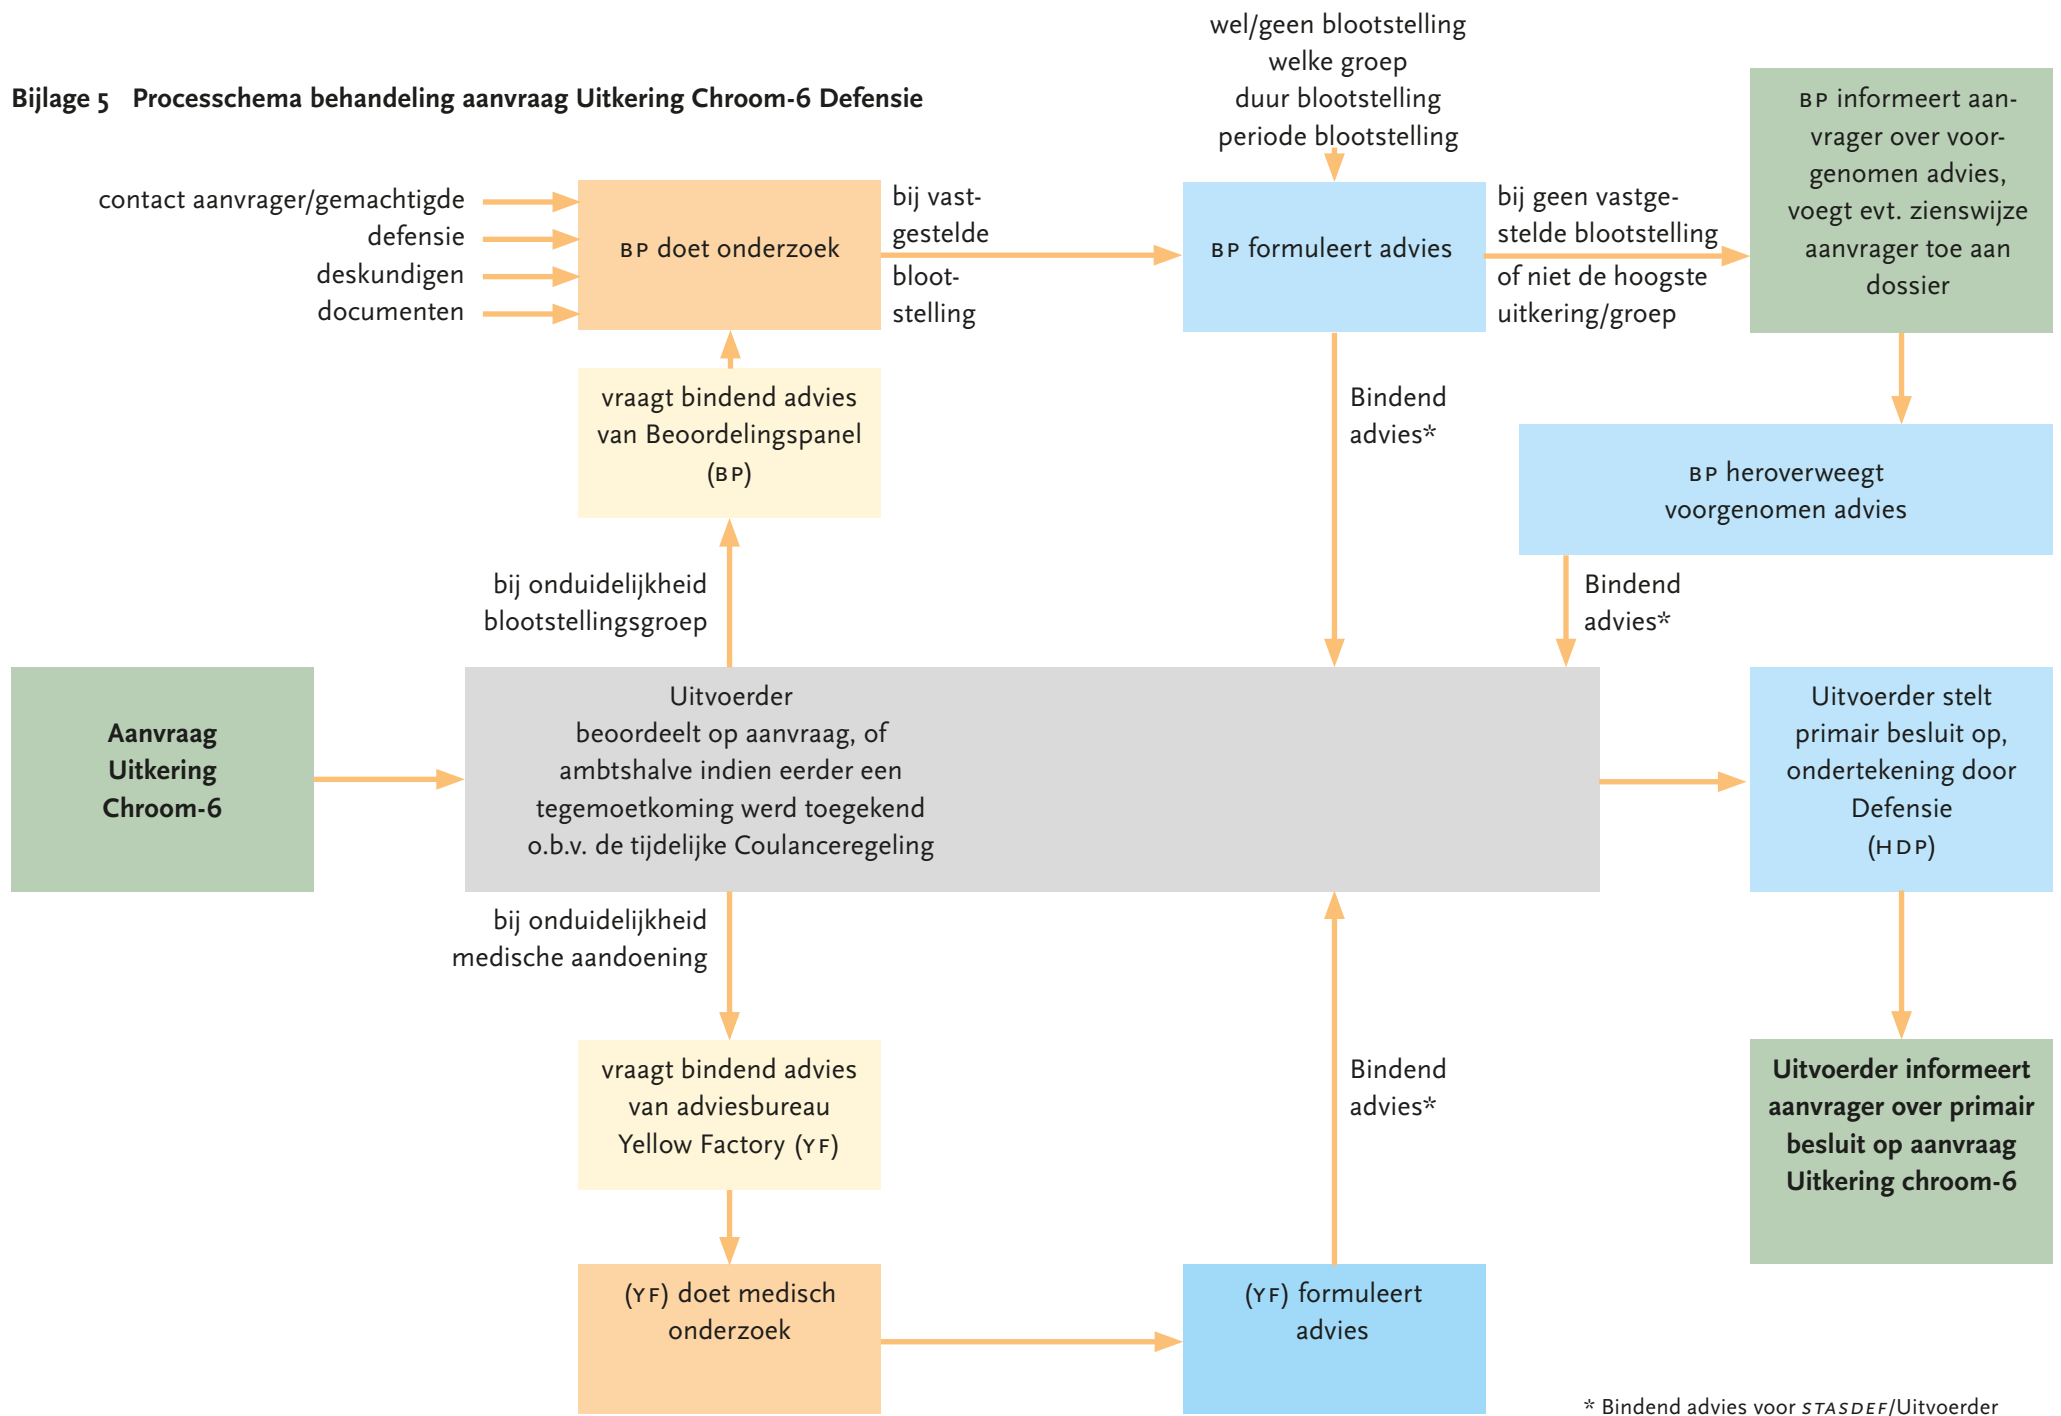 Bijlage 5 Processchema behandeling aanvraag Uitkering Chroom-6 Defensie
wel/geen blootstelling
welke groep
duur blootstelling
periode blootstelling
contact aanvrager/gemachtigde
defensie
deskundigen
documenten
BP doet onderzoek
bij vast-
gestelde
bloot-
stelling
BP formuleert advies
bij geen vastge-
stelde blootstelling
of niet de hoogste
uitkering/groep
BP informeert aan-
vrager over voor-
genomen advies,
voegt evt. zienswijze
aanvrager toe aan
dossier
vraagt bindend advies
van Beoordelingspanel
(BP)
Bindend
advies*
BP heroverweegt
voorgenomen advies
bij onduidelijkheid
blootstellingsgroep
Bindend
advies*
Aanvraag
Uitkering
Chroom-6
Uitvoerder
beoordeelt op aanvraag, of
ambtshalve indien eerder een
tegemoetkoming werd toegekend
o.b.v. de tijdelijke Coulanceregeling
Uitvoerder stelt
primair besluit op,
ondertekening door
Defensie
(HDP)
bij onduidelijkheid
medische aandoening
vraagt bindend advies
van adviesbureau
Yellow Factory (YF)
Bindend
advies*
Uitvoerder informeert
aanvrager over primair
besluit op aanvraag
Uitkering chroom-6
(YF) doet medisch
onderzoek
(YF) formuleert
advies
* Bindend advies voor STASDEF/Uitvoerder